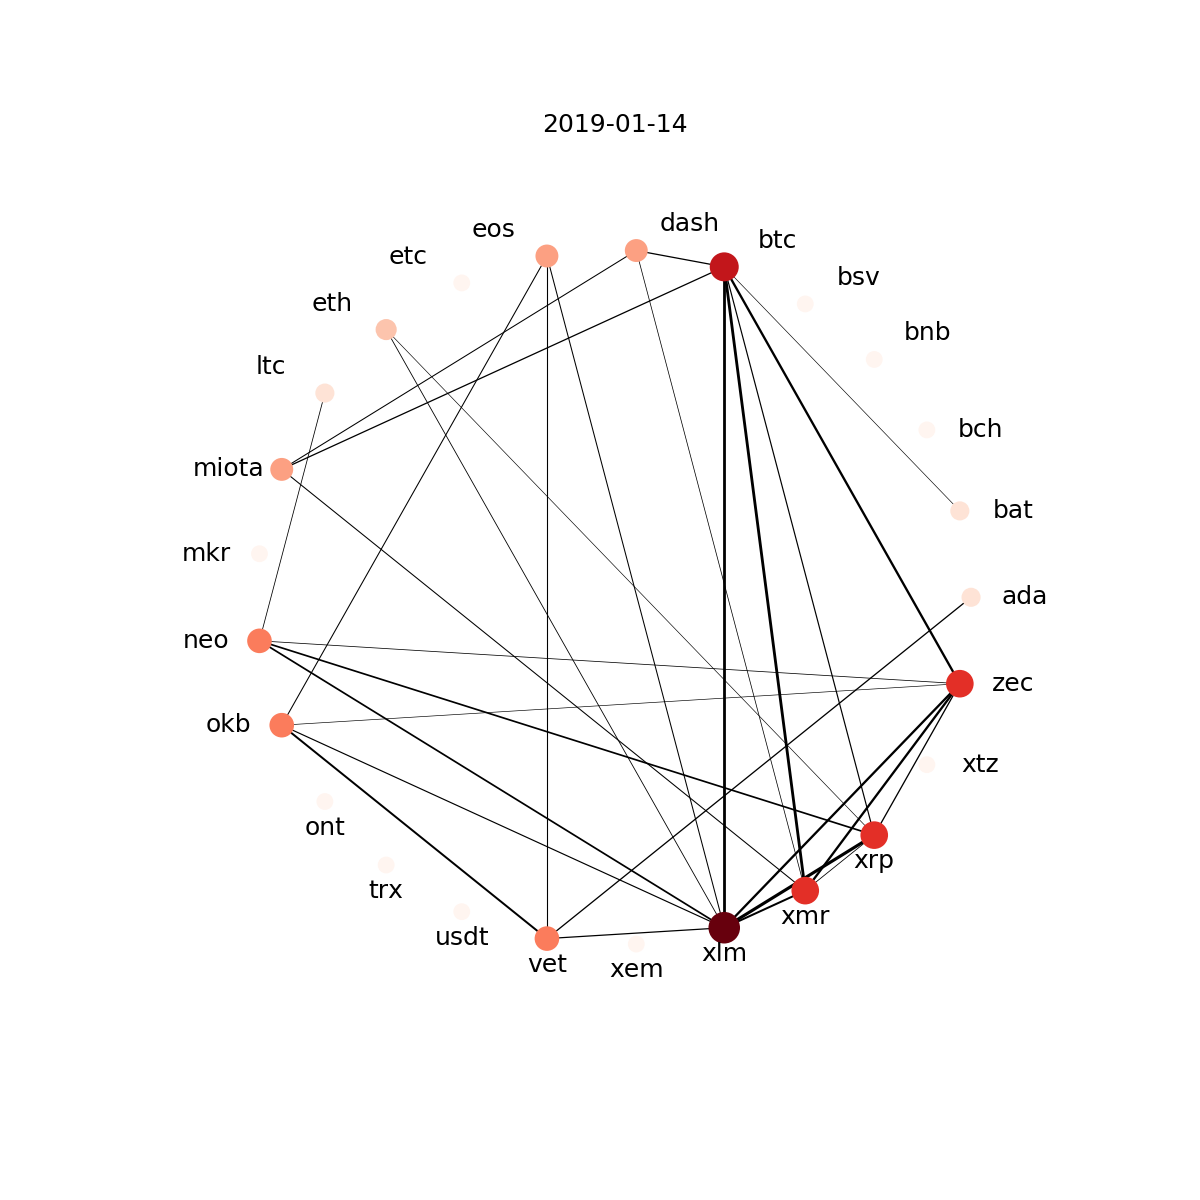 2019-01-14
dash
eos
btc
etc
bsv
eth
bnb
ltc
bch
miota
bat
mkr
ada
neo
zec
okb
xtz
ont
xrp
trx
xmr
usdt
xlm
vet
xem